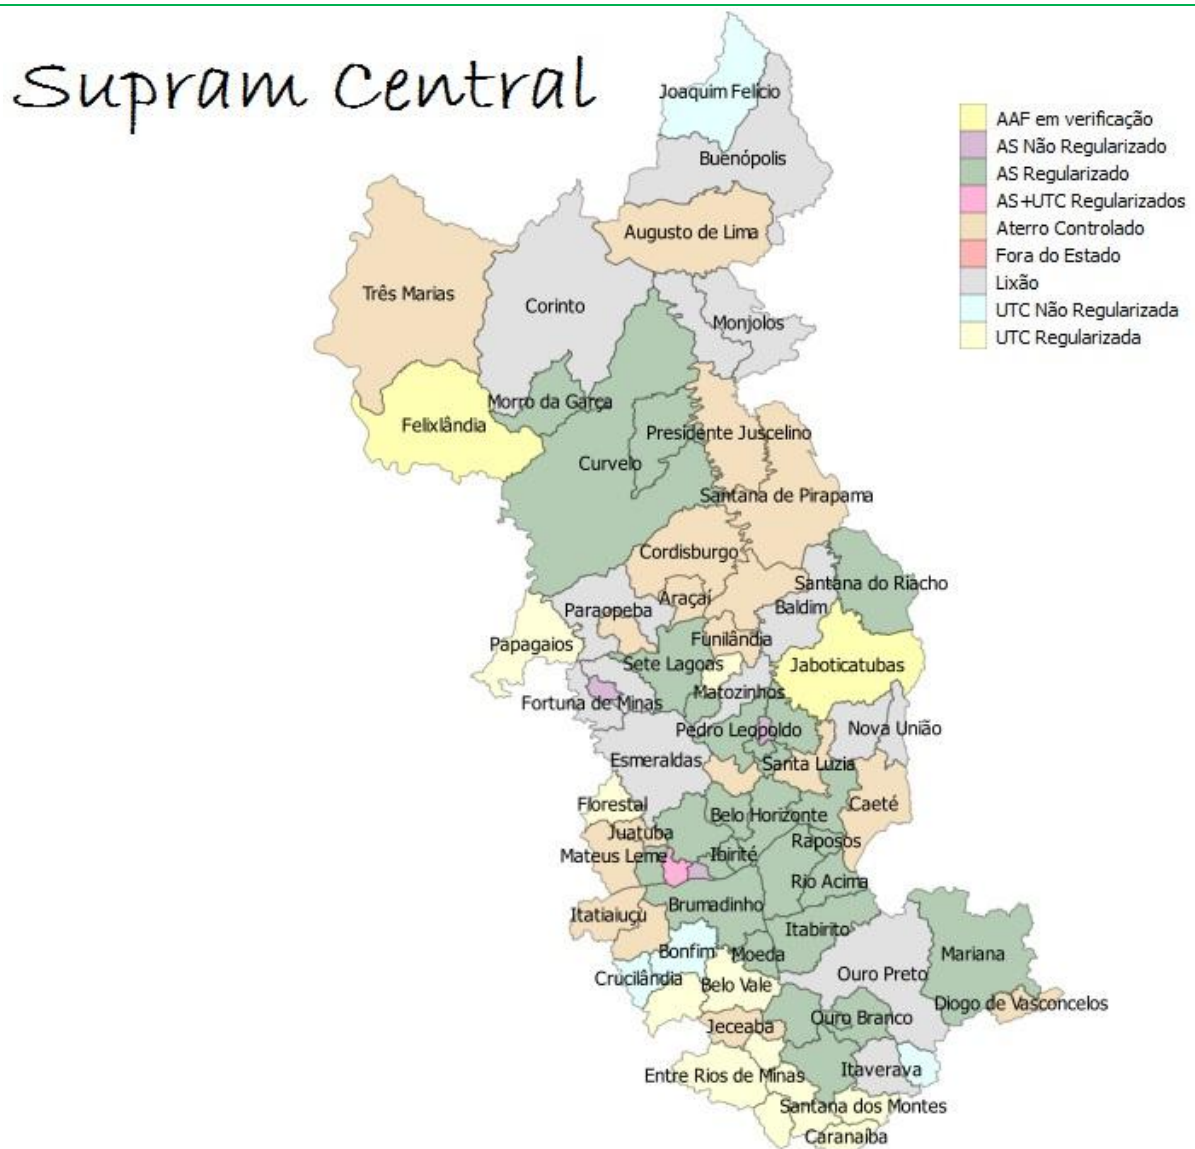 Supram Central
AAF em verificação
AS Não Regularizado
AS Regularizado
AS+UTC Regularizados
Aterro Controlado
Fora do Estado
Lixão
UTC Não Regularizada
UTC Regularizada
Joaquim Felício
Buenópolis
Augusto de Lima
Três Marias
Corinto
Monjolos
Morro da Garça
Felixlândia
Presidente Juscelino
Curvelo
Santana de Pirapama
Cordisburgo
Santana do Riacho
Araçaí
Paraopeba
Baldim
Funilândia
Papagaios
Sete Lagoas
Jaboticatubas
Matozinhos
Fortuna de Minas
Pedro Leopoldo
Nova União
Esmeraldas
Santa Luzia
Florestal
Caeté
Belo Horizonte
Juatuba
Raposos
Mateus Leme
Ibirité
Rio Acima
Brumadinho
Itatiaiuçu
Itabirito
Bonfim
Moeda
Mariana
Ouro Preto
Crucilândia
Belo Vale
Diogo de Vasconcelos
Ouro Branco
Jeceaba
Itaverava
Entre Rios de Minas
Santana dos Montes
Caranaíba